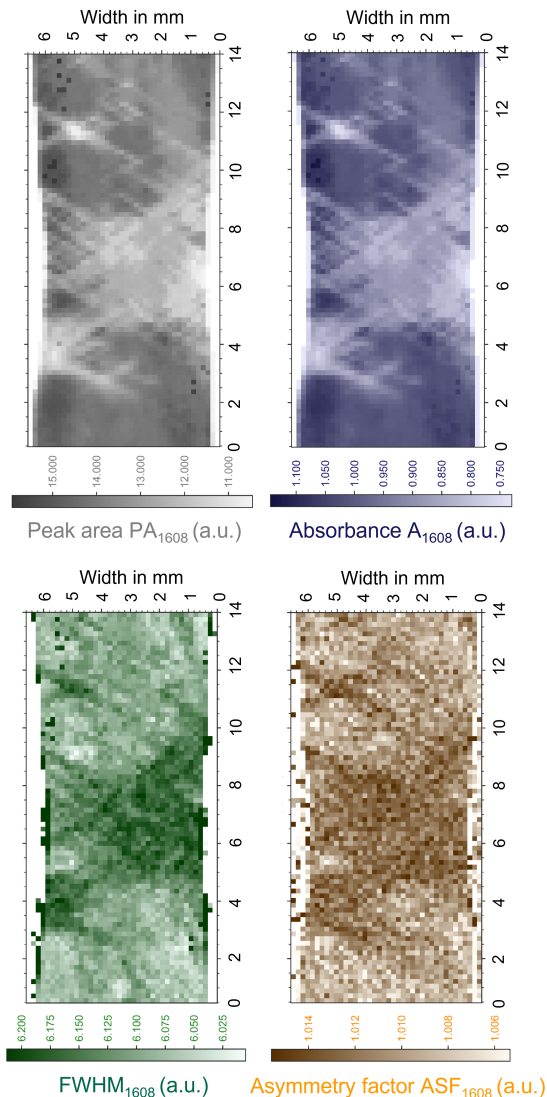 Width in mm
6 5 4 3 2 1 0
14
12
10
8
6
4
2
0
15.000 14.000 13.000 12.000 11.000
Peak area PA1608 (a.u.)
Width in mm
6 5 4 3 2 1 0
14
12
10
8
6
4
2
0
1.100 1.050 1.000 0.950 0.900 0.850 0.800 0.750
Absorbance A1608 (a.u.)
Width in mm
6 5 4 3 2 1 0
14
12
10
8
6
4
2
0
6.200 6.175 6.150 6.125 6.100 6.075 6.050 6.025
FWHM1608 (a.u.)
Width in mm
6 5 4 3 2 1 0
14
12
10
8
6
4
2
0
1.014 1.012 1.010 1.008 1.006
Asymmetry factor ASF1608 (a.u.)